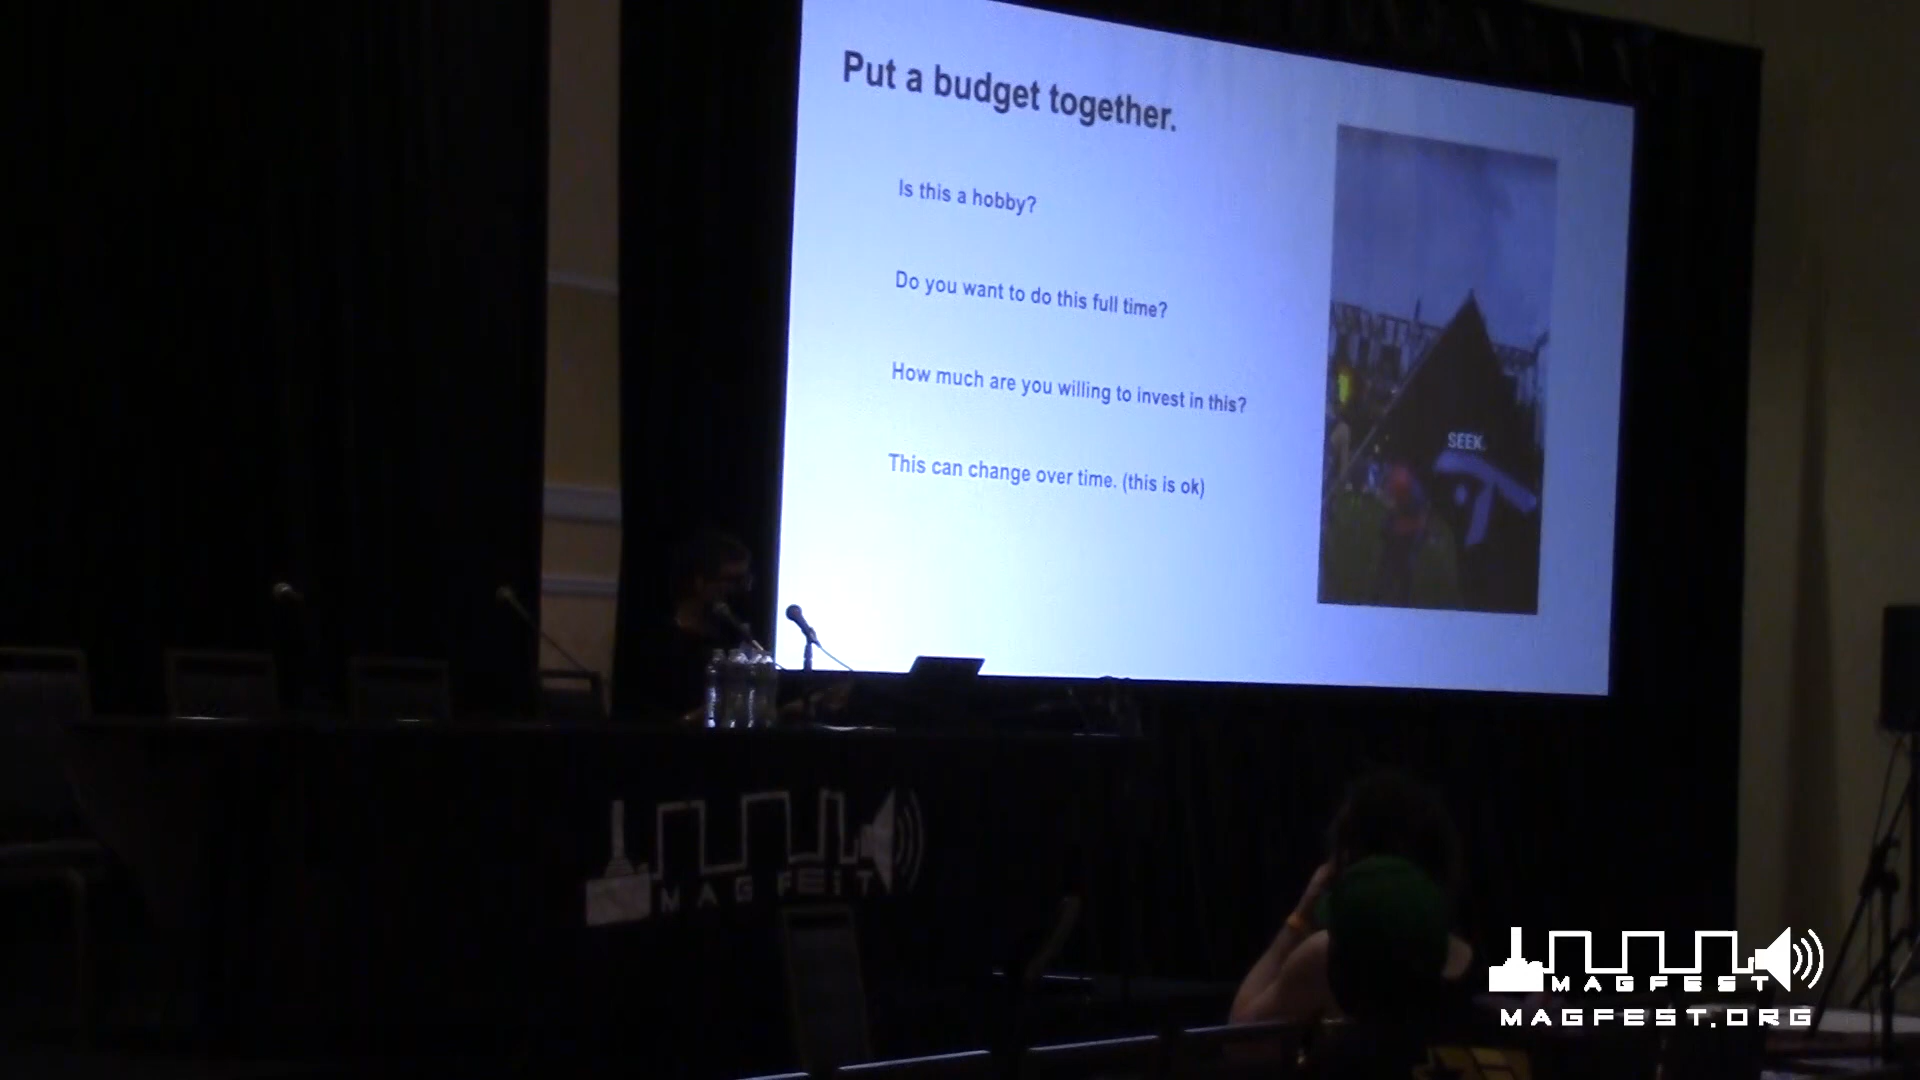 Put a budget together.
Is this a hobby?
Do you want to do this full time?
How much are you willing to invest in this?
This can change over time. (this is ok)
SEEK.
MAGFEST
MAGFEST
MAGFEST.ORG